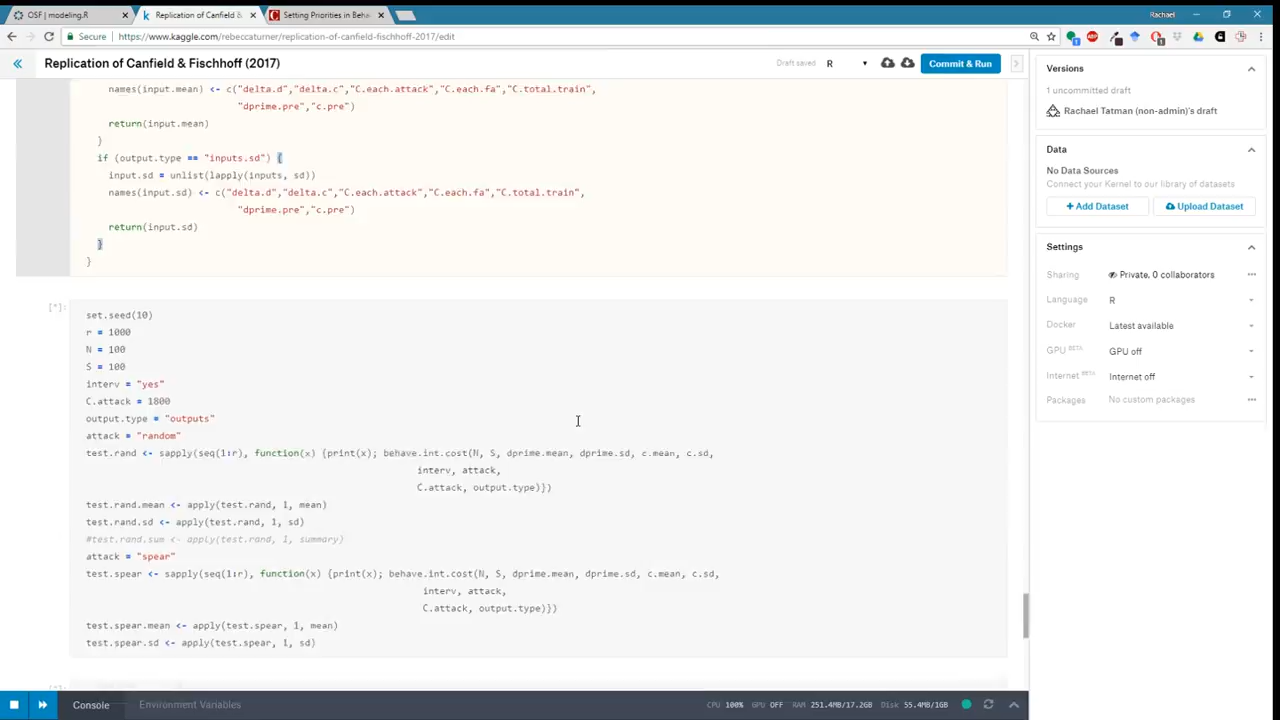 OSF | modeling.R
Replication of Canfield &
Setting Priorities in Beha
Rachael
Secure
https://www.kaggle.com/rebeccaturner/replication-of-canfield-fischhoff-2017/edit
Replication of Canfield & Fischhoff (2017)
Draft saved
R
Commit & Run
names(input.mean) <- c("delta.d","delta.c","C.each.attack","C.each.fa","C.total.train",
"dprime.pre","c.pre")
return(input.mean)
}
if (output.type == "inputs.sd") {
input.sd = unlist(lapply(inputs, sd))
names(input.sd) <- c("delta.d","delta.c","C.each.attack","C.each.fa","C.total.train",
"dprime.pre","c.pre")
return(input.sd)
}
}
[*]:
set.seed(10)
r = 1000
N = 100
S = 100
interv = "yes"
C.attack = 1800
output.type = "outputs"
attack = "random"
test.rand <- sapply(seq(1:r), function(x) {print(x); behave.int.cost(N, S, dprime.mean, dprime.sd, c.mean, c.sd,
interv, attack,
C.attack, output.type)})
test.rand.mean <- apply(test.rand, 1, mean)
test.rand.sd <- apply(test.rand, 1, sd)
#test.rand.sum <- apply(test.rand, 1, summary)
attack = "spear"
test.spear <- sapply(seq(1:r), function(x) {print(x); behave.int.cost(N, S, dprime.mean, dprime.sd, c.mean, c.sd,
interv, attack,
C.attack, output.type)})
test.spear.mean <- apply(test.spear, 1, mean)
test.spear.sd <- apply(test.spear, 1, sd)
Versions
1 uncommitted draft
Rachael Tatman (non-admin)'s draft
Data
No Data Sources
Connect your Kernel to our library of datasets
+ Add Dataset
Upload Dataset
Settings
Sharing
Private, 0 collaborators
Language
R
Docker
Latest available
GPU BETA
GPU off
Internet BETA
Internet off
Packages
No custom packages
Console
Environment Variables
CPU 100%
GPU OFF
RAM 251.4MB/17.2GB
Disk 55.4MB/1GB